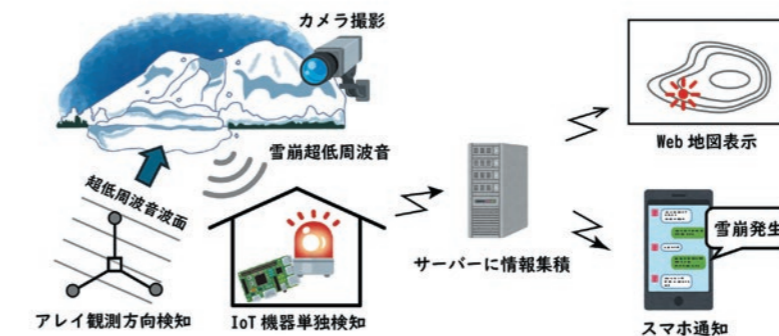 カメラ撮影
雪崩超低周波音
超低周波音波面
アレイ観測方向検知
IoT 機器単独検知
サーバーに情報集積
Web 地図表示
雪崩発生
スマホ通知